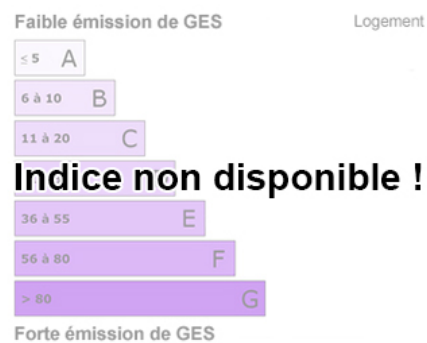 Faible émission de GES
Logement
≤ 5 A
6 à 10 B
11 à 20 C
Indice non disponible !
36 à 55 E
56 à 80 F
> 80 G
Forte émission de GES